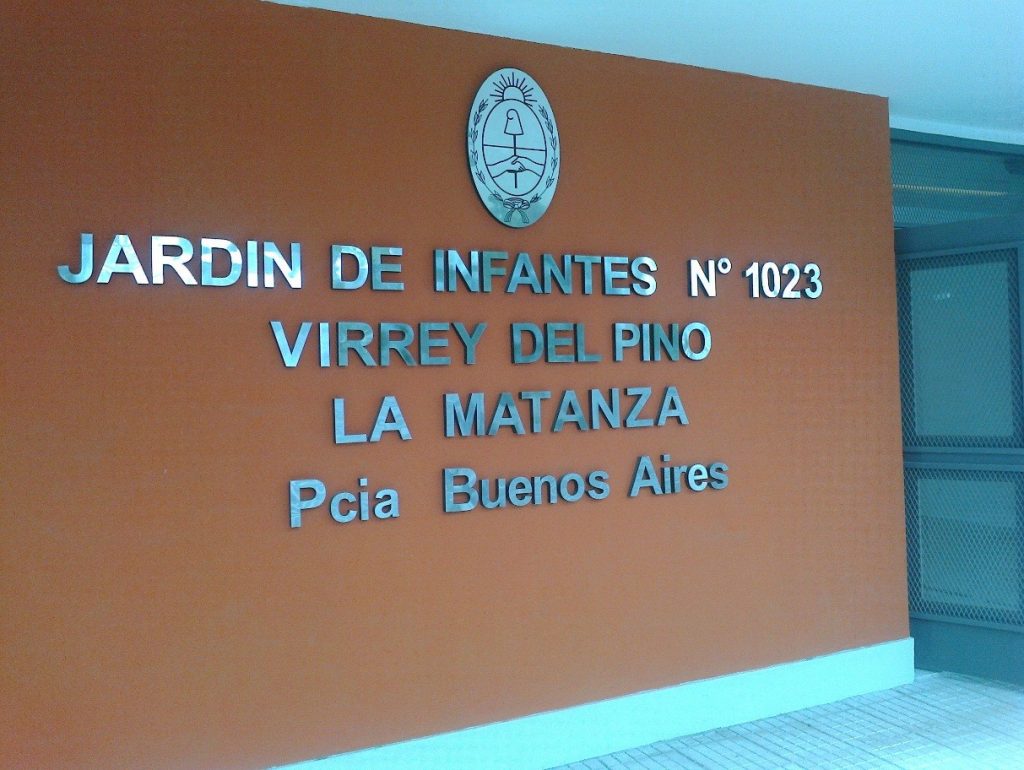 JARDIN DE INFANTES N° 1023
VIRREY DEL PINO
LA MATANZA
Pcia Buenos Aires